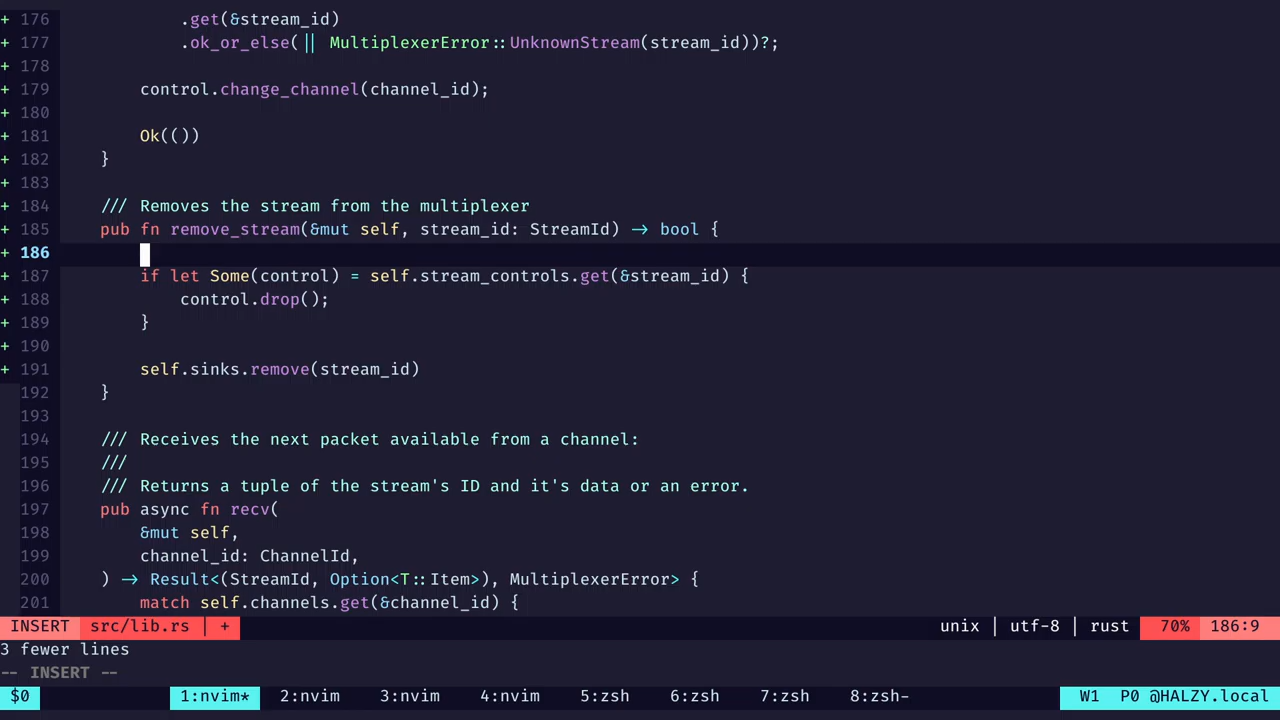 + 176             .get(&stream_id)
+ 177             .ok_or_else(|| MultiplexerError::UnknownStream(stream_id))?;
+ 178
+ 179         control.change_channel(channel_id);
+ 180
+ 181         Ok(())
+ 182     }
+ 183
+ 184     /// Removes the stream from the multiplexer
+ 185     pub fn remove_stream(&mut self, stream_id: StreamId) -> bool {
+ 186
+ 187         if let Some(control) = self.stream_controls.get(&stream_id) {
+ 188             control.drop();
+ 189         }
+ 190
+ 191         self.sinks.remove(stream_id)
  192     }
  193
  194     /// Receives the next packet available from a channel:
  195     ///
  196     /// Returns a tuple of the stream's ID and it's data or an error.
  197     pub async fn recv(
  198         &mut self,
  199         channel_id: ChannelId,
  200     ) -> Result<(StreamId, Option<T::Item>), MultiplexerError> {
  201         match self.channels.get(&channel_id) {
INSERT src/lib.rs | + unix | utf-8 | rust 70% 186:9
3 fewer lines
-- INSERT --
$0 1:nvim* 2:nvim 3:nvim 4:nvim 5:zsh 6:zsh 7:zsh 8:zsh- W1 P0 @HALZY.local